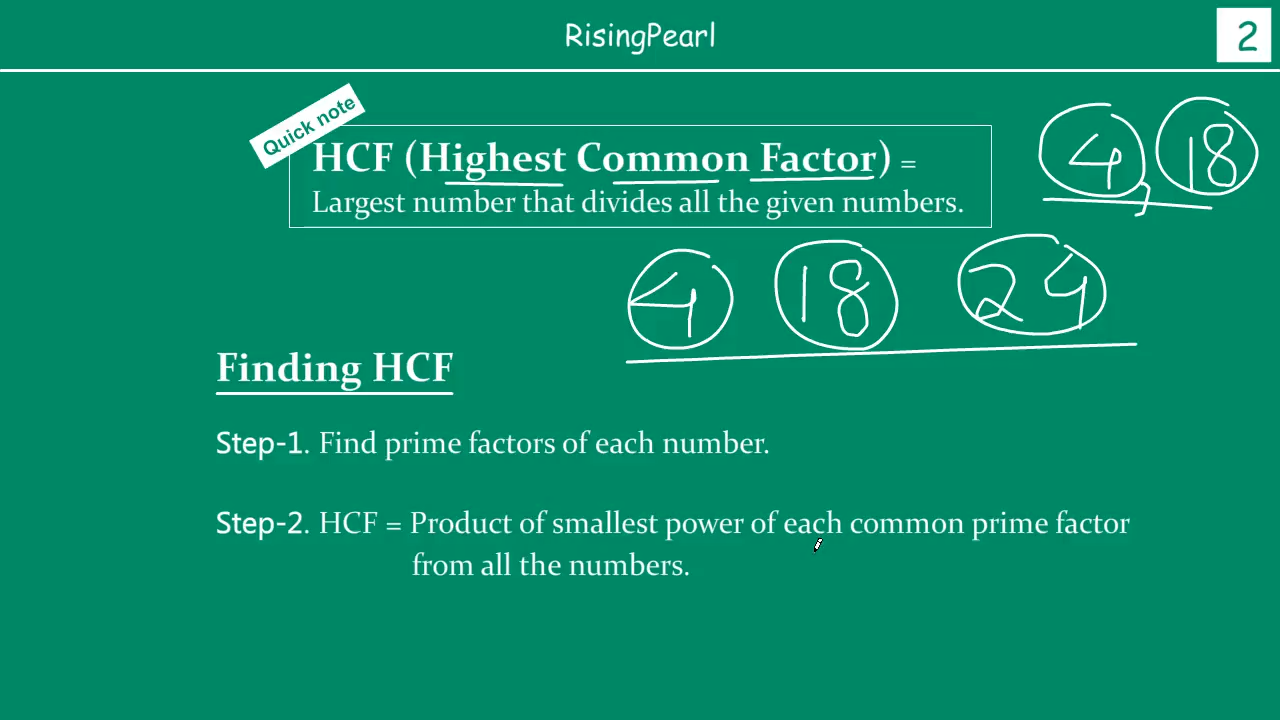 RisingPearl
2
Quick note
HCF (Highest Common Factor) =
Largest number that divides all the given numbers.
4, 18
4 18 24
Finding HCF
Step-1. Find prime factors of each number.
Step-2. HCF = Product of smallest power of each common prime factor
from all the numbers.